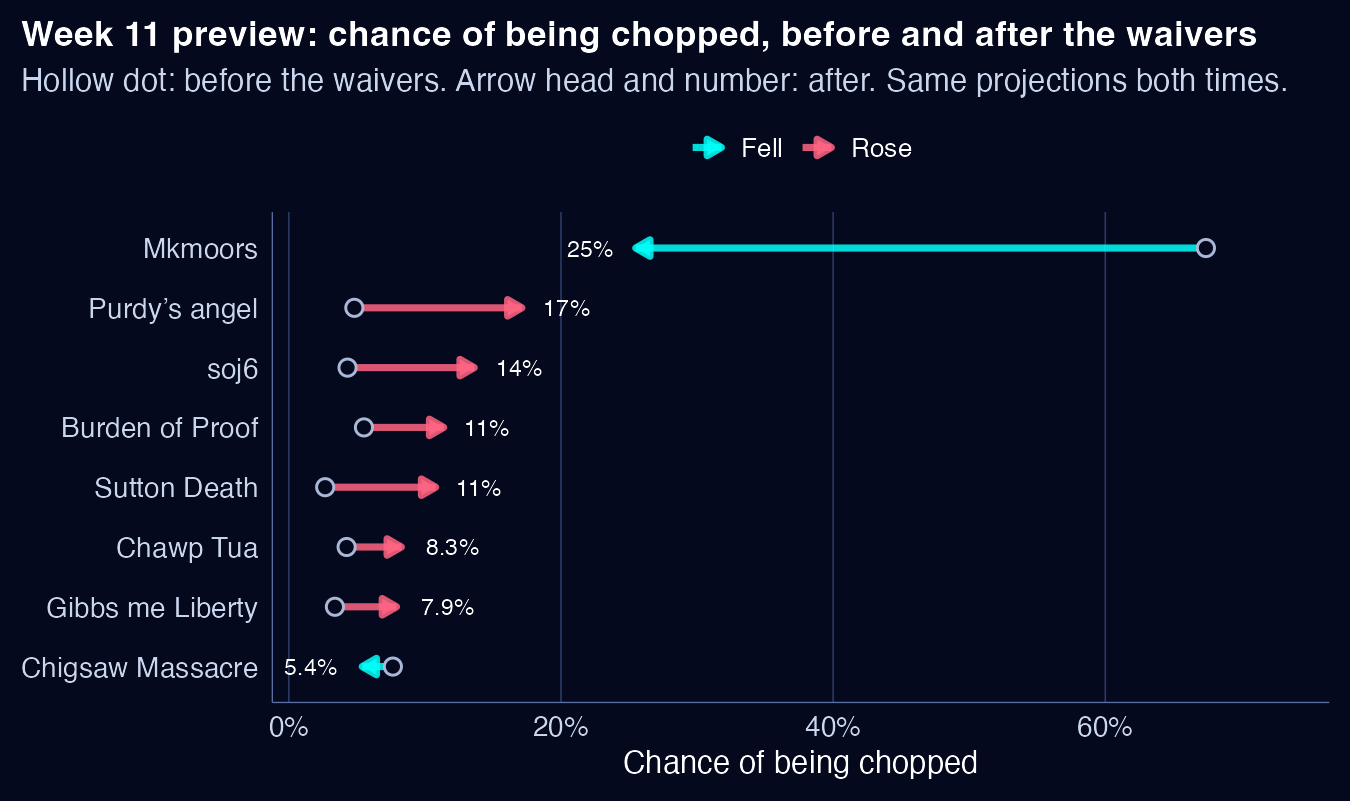 Week 11 preview: chance of being chopped, before and after the waivers
Hollow dot: before the waivers. Arrow head and number: after. Same projections both times.
Fell Rose
Mkmoors 25%
Purdy’s angel 17%
soj6 14%
Burden of Proof 11%
Sutton Death 11%
Chawp Tua 8.3%
Gibbs me Liberty 7.9%
Chigsaw Massacre 5.4%
0% 20% 40% 60%
Chance of being chopped